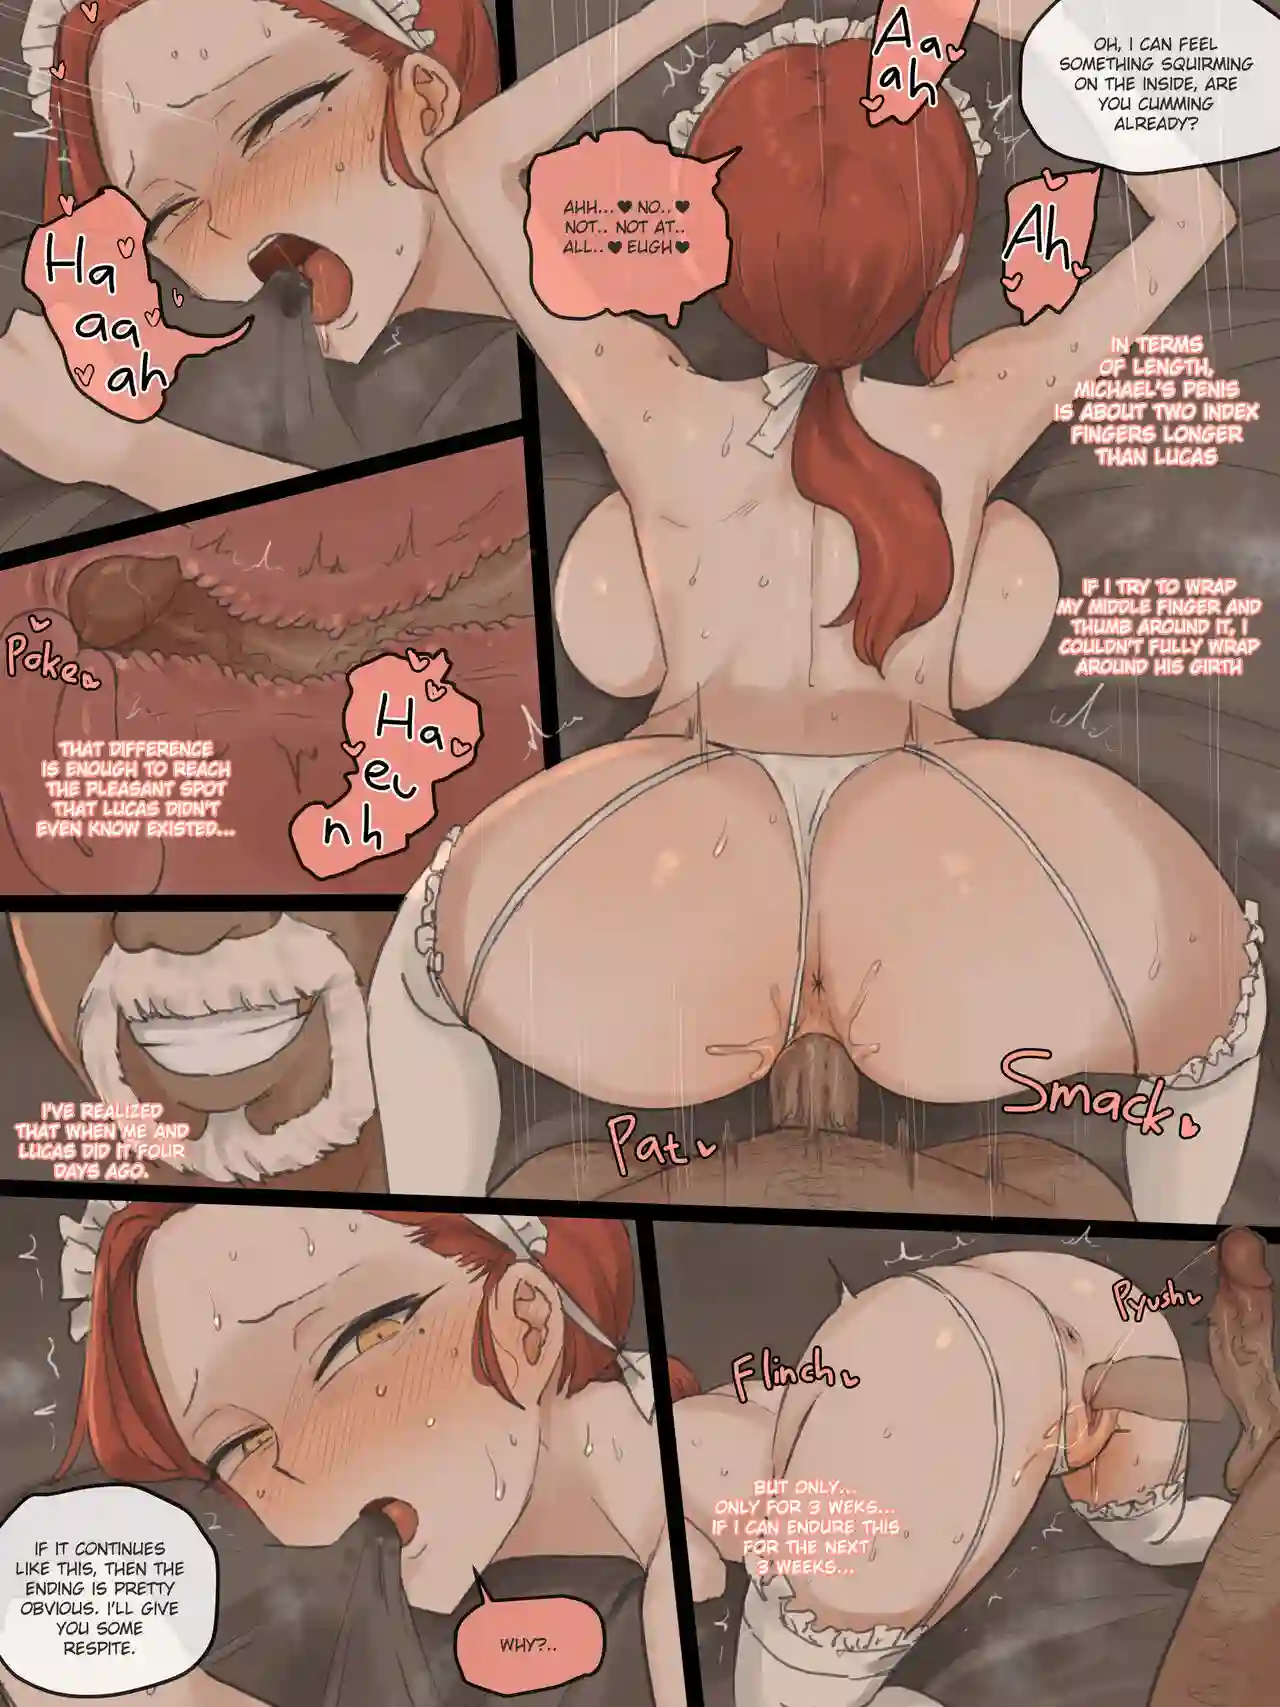 Ha
aa
ah
Aa
ah
OH, I CAN FEEL
SOMETHING SQUIRMING
ON THE INSIDE, ARE
YOU CUMMING
ALREADY?
AHH...♥ NO..♥
NOT.. NOT AT..
ALL..♥ EUGH♥
Ah
IN TERMS
OF LENGTH,
MICHAEL'S PENIS
IS ABOUT TWO INDEX
FINGERS LONGER
THAN LUCAS
IF I TRY TO WRAP
MY MIDDLE FINGER AND
THUMB AROUND IT, I
COULDN'T FULLY WRAP
AROUND HIS GIRTH
Poke
Ha
eu
nh
THAT DIFFERENCE
IS ENOUGH TO REACH
THE PLEASANT SPOT
THAT LUCAS DIDN'T
EVEN KNOW EXISTED...
I'VE REALIZED
THAT WHEN ME AND
LUCAS DID IT FOUR
DAYS AGO.
Pat
Smack
Pyush
Flinch
BUT ONLY...
ONLY FOR 3 WEKS...
IF I CAN ENDURE THIS
FOR THE NEXT
3 WEEKS...
IF IT CONTINUES
LIKE THIS, THEN THE
ENDING IS PRETTY
OBVIOUS. I'LL GIVE
YOU SOME
RESPITE.
WHY?..